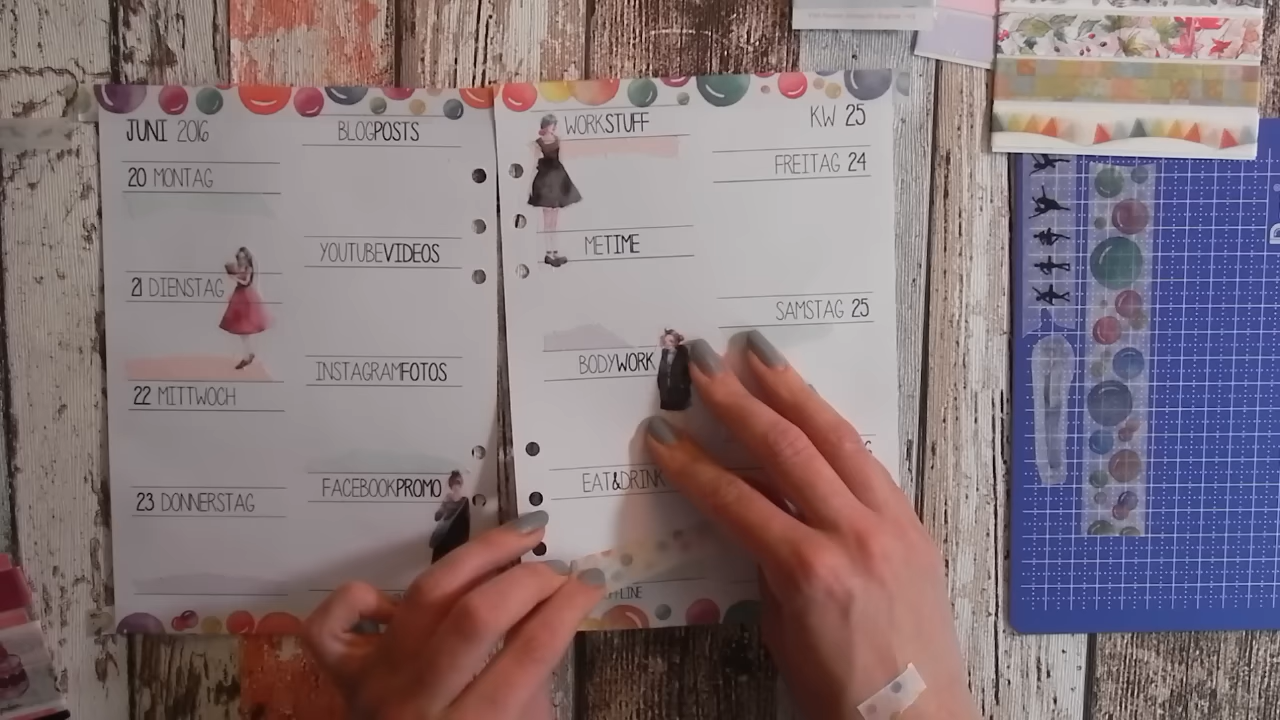 JUNI 2016
20 MONTAG
21 DIENSTAG
22 MITTWOCH
23 DONNERSTAG
BLOGPOSTS
YOUTUBEVIDEOS
INSTAGRAMFOTOS
FACEBOOKPROMO
WORKSTUFF
METIME
BODYWORK
EAT&DRINK
KW 25
FREITAG 24
SAMSTAG 25